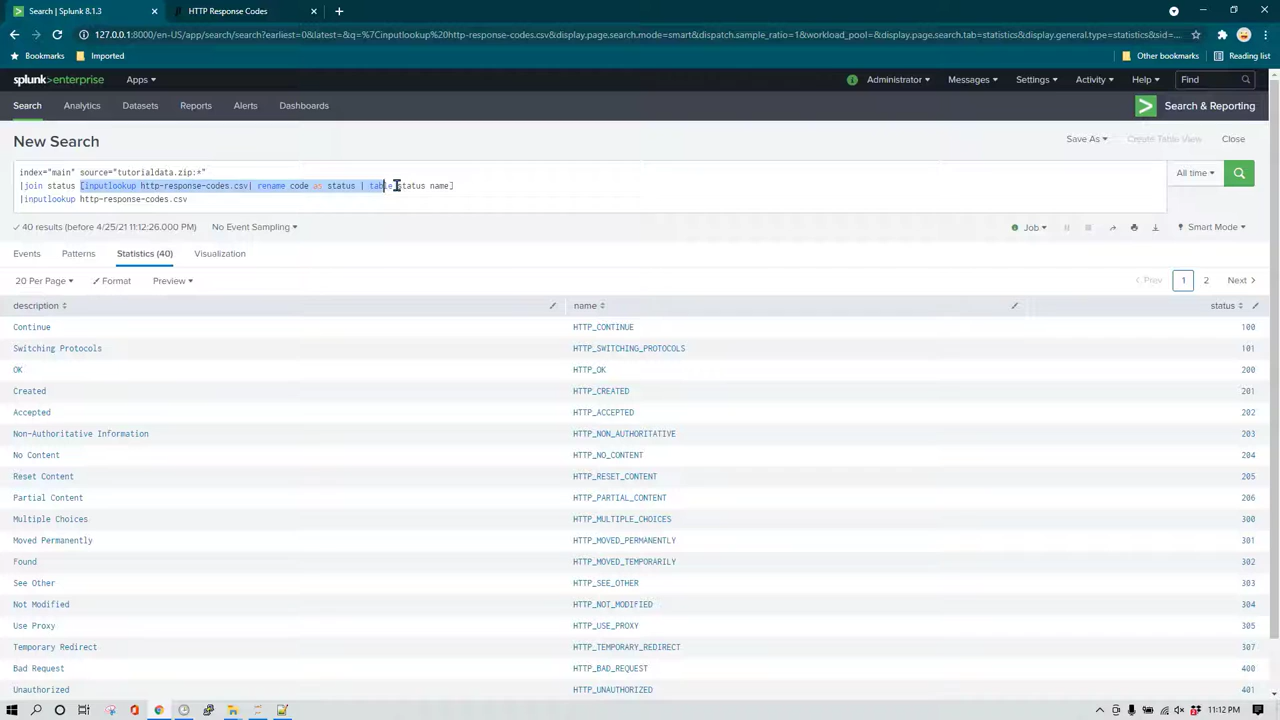 Search | Splunk 8.1.3
HTTP Response Codes
127.0.0.1:8000/en-US/app/search/search?earliest=0&latest=&q=%7Cinputlookup%20http-response-codes.csv&display.page.search.mode=smart&dispatch.sample_ratio=1&workload_pool=&display.page.search.tab=statistics&display.general.type=statistics&sid=...
Bookmarks
Imported
Other bookmarks
Reading list
splunk>enterprise
Apps
Administrator
Messages
Settings
Activity
Help
Find
Search
Analytics
Datasets
Reports
Alerts
Dashboards
Search & Reporting
New Search
Save As
Create Table View
Close
index="main" source="tutorialdata.zip:*"
|join status [inputlookup http-response-codes.csv| rename code as status | table status name]
|inputlookup http-response-codes.csv
All time
✓ 40 results (before 4/25/21 11:12:26.000 PM)
No Event Sampling
Job
Smart Mode
Events
Patterns
Statistics (40)
Visualization
20 Per Page
Format
Preview
< Prev
1
2
Next >
description name status
Continue HTTP_CONTINUE 100
Switching Protocols HTTP_SWITCHING_PROTOCOLS 101
OK HTTP_OK 200
Created HTTP_CREATED 201
Accepted HTTP_ACCEPTED 202
Non-Authoritative Information HTTP_NON_AUTHORITATIVE 203
No Content HTTP_NO_CONTENT 204
Reset Content HTTP_RESET_CONTENT 205
Partial Content HTTP_PARTIAL_CONTENT 206
Multiple Choices HTTP_MULTIPLE_CHOICES 300
Moved Permanently HTTP_MOVED_PERMANENTLY 301
Found HTTP_MOVED_TEMPORARILY 302
See Other HTTP_SEE_OTHER 303
Not Modified HTTP_NOT_MODIFIED 304
Use Proxy HTTP_USE_PROXY 305
Temporary Redirect HTTP_TEMPORARY_REDIRECT 307
Bad Request HTTP_BAD_REQUEST 400
Unauthorized HTTP_UNAUTHORIZED 401
11:12 PM